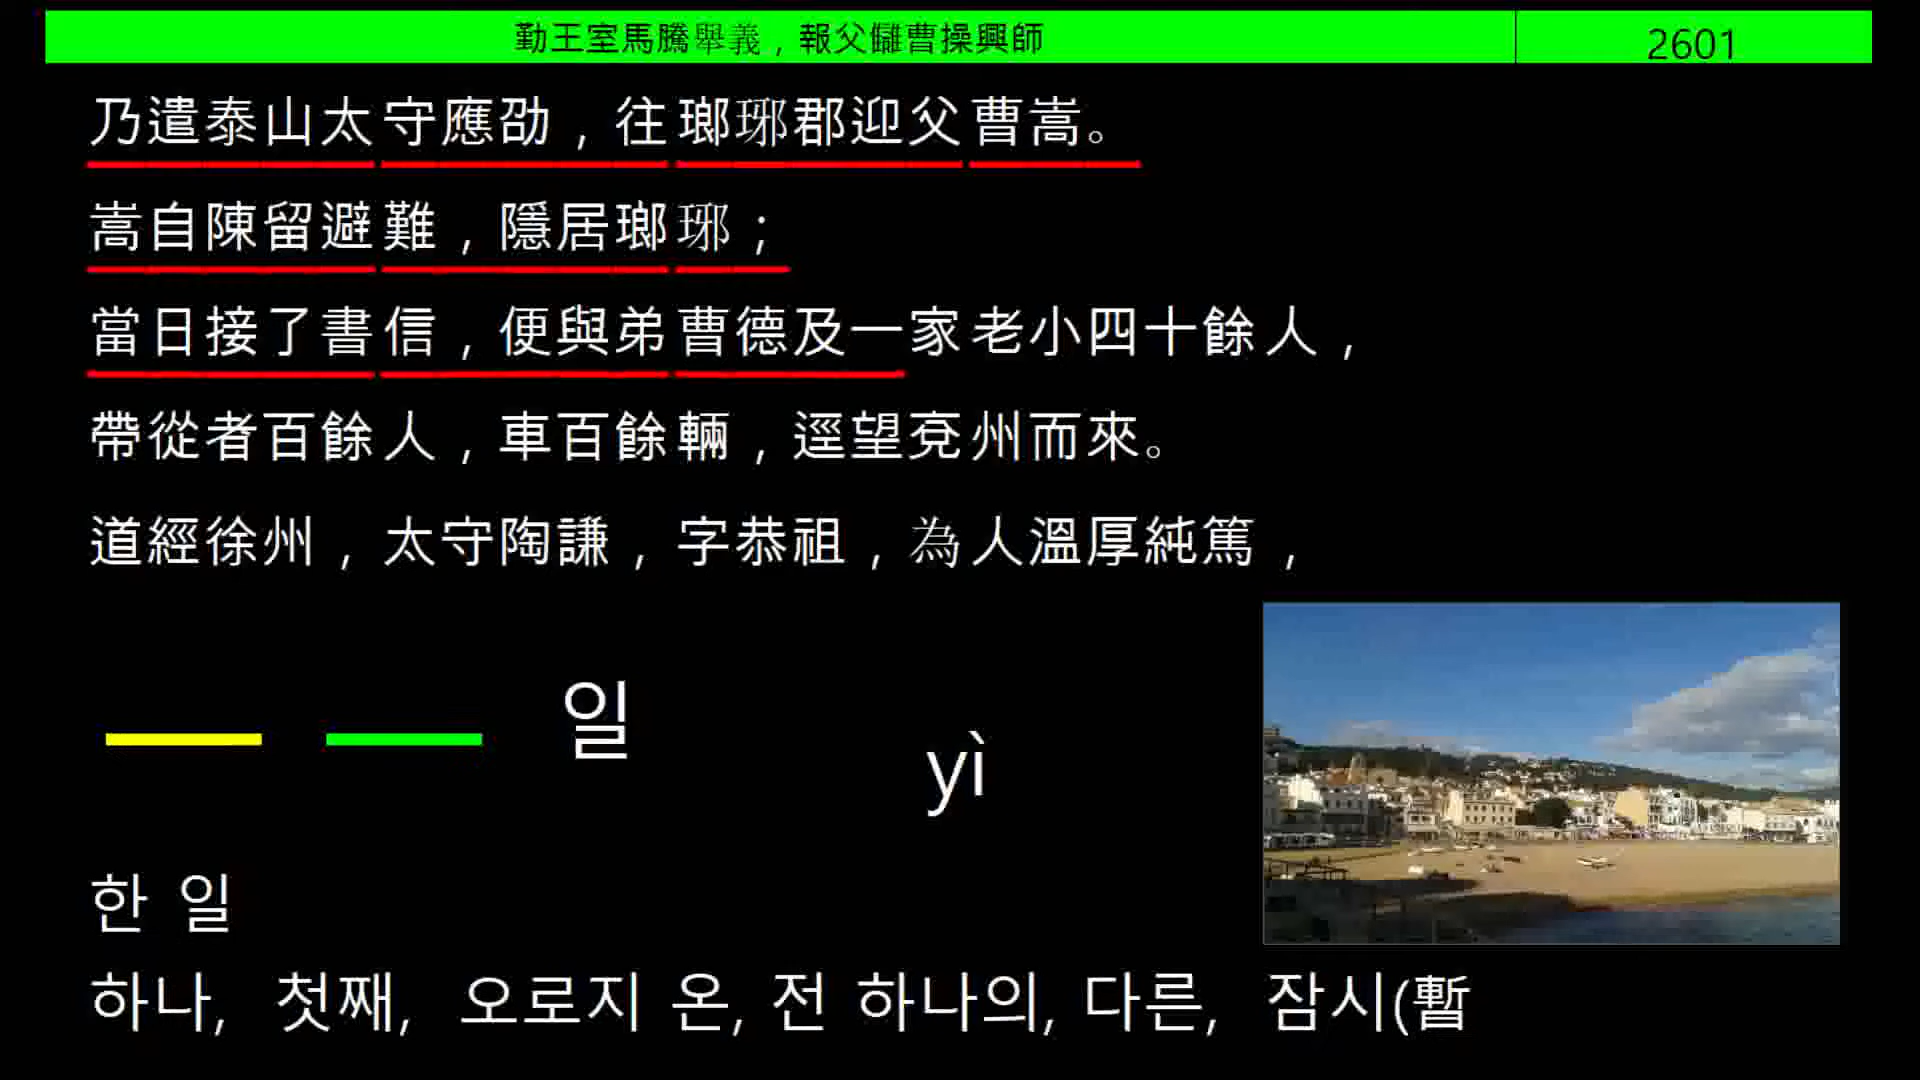 勤王室馬騰舉義，報父讎曹操興師
2601
乃遣泰山太守應劭，往瑯琊郡迎父曹嵩。
嵩自陳留避難，隱居瑯琊；
當日接了書信，便與弟曹德及一家老小四十餘人，
帶從者百餘人，車百餘輛，逕望兗州而來。
道經徐州，太守陶謙，字恭祖，為人溫厚純篤，
一 一 일 yì
한 일
하나, 첫째, 오로지 온, 전 하나의, 다른, 잠시(暫